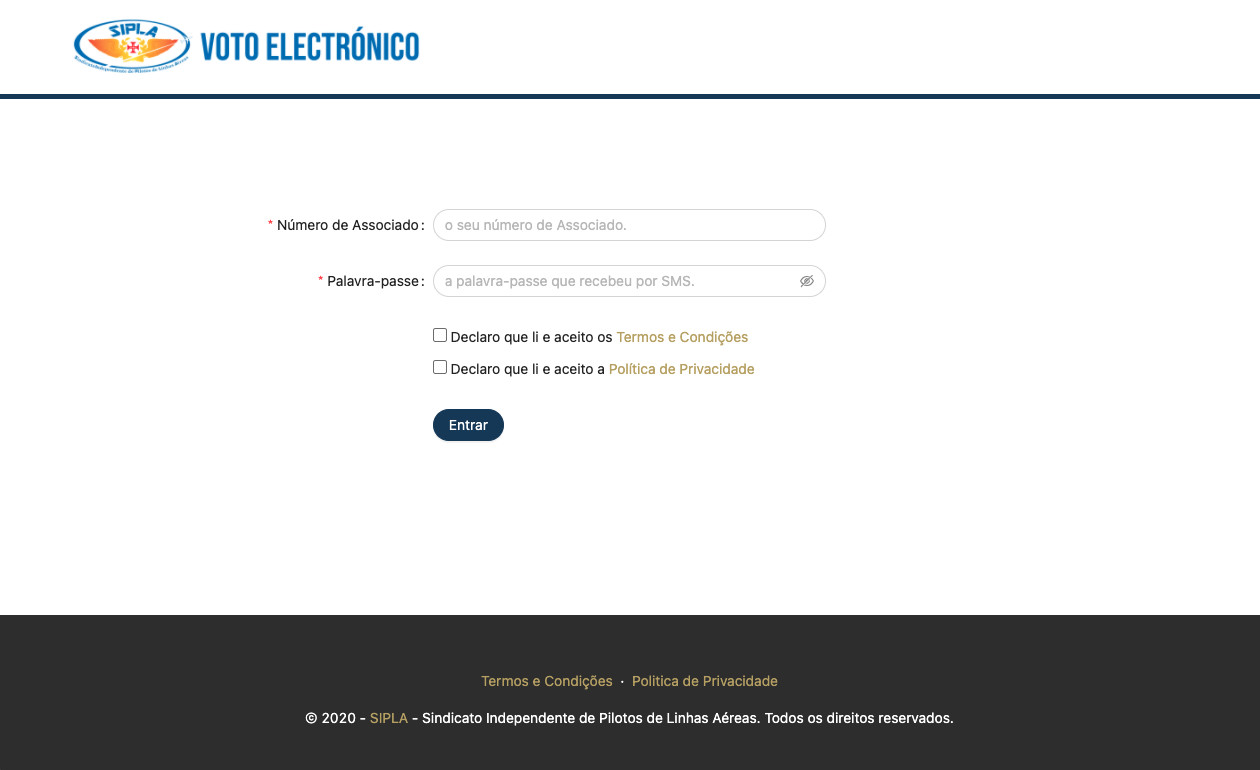 SIPLA
VOTO ELECTRÓNICO
* Número de Associado:
o seu número de Associado.
* Palavra-passe:
a palavra-passe que recebeu por SMS.
Declaro que li e aceito os Termos e Condições
Declaro que li e aceito a Política de Privacidade
Entrar
Termos e Condições · Politica de Privacidade
© 2020 - SIPLA - Sindicato Independente de Pilotos de Linhas Aéreas. Todos os direitos reservados.